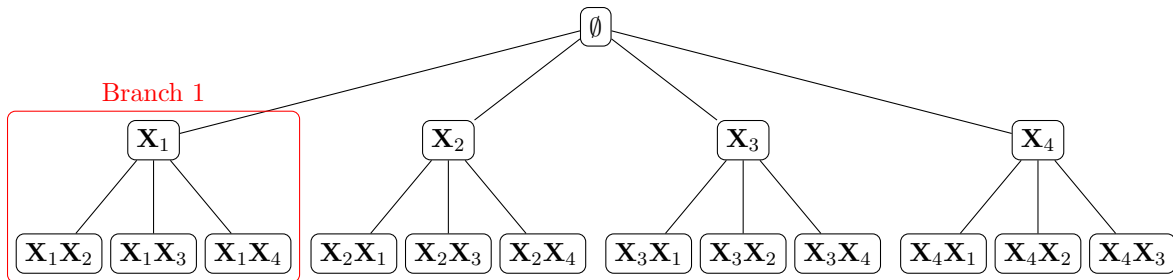 ∅
Branch 1
X₁ X₂ X₃ X₄
X₁X₂ X₁X₃ X₁X₄ X₂X₁ X₂X₃ X₂X₄ X₃X₁ X₃X₂ X₃X₄ X₄X₁ X₄X₂ X₄X₃